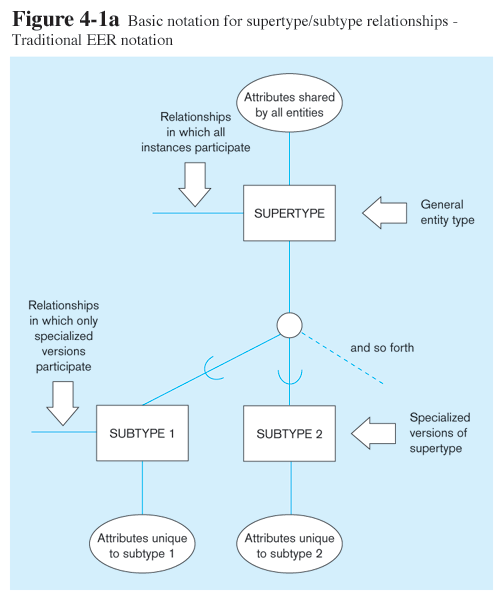 Figure 4-1a Basic notation for supertype/subtype relationships -
Traditional EER notation
Attributes shared
by all entities
Relationships
in which all
instances participate
SUPERTYPE
General
entity type
Relationships
in which only
specialized
versions
participate
and so forth
SUBTYPE 1
SUBTYPE 2
Specialized
versions of
supertype
Attributes unique
to subtype 1
Attributes unique
to subtype 2